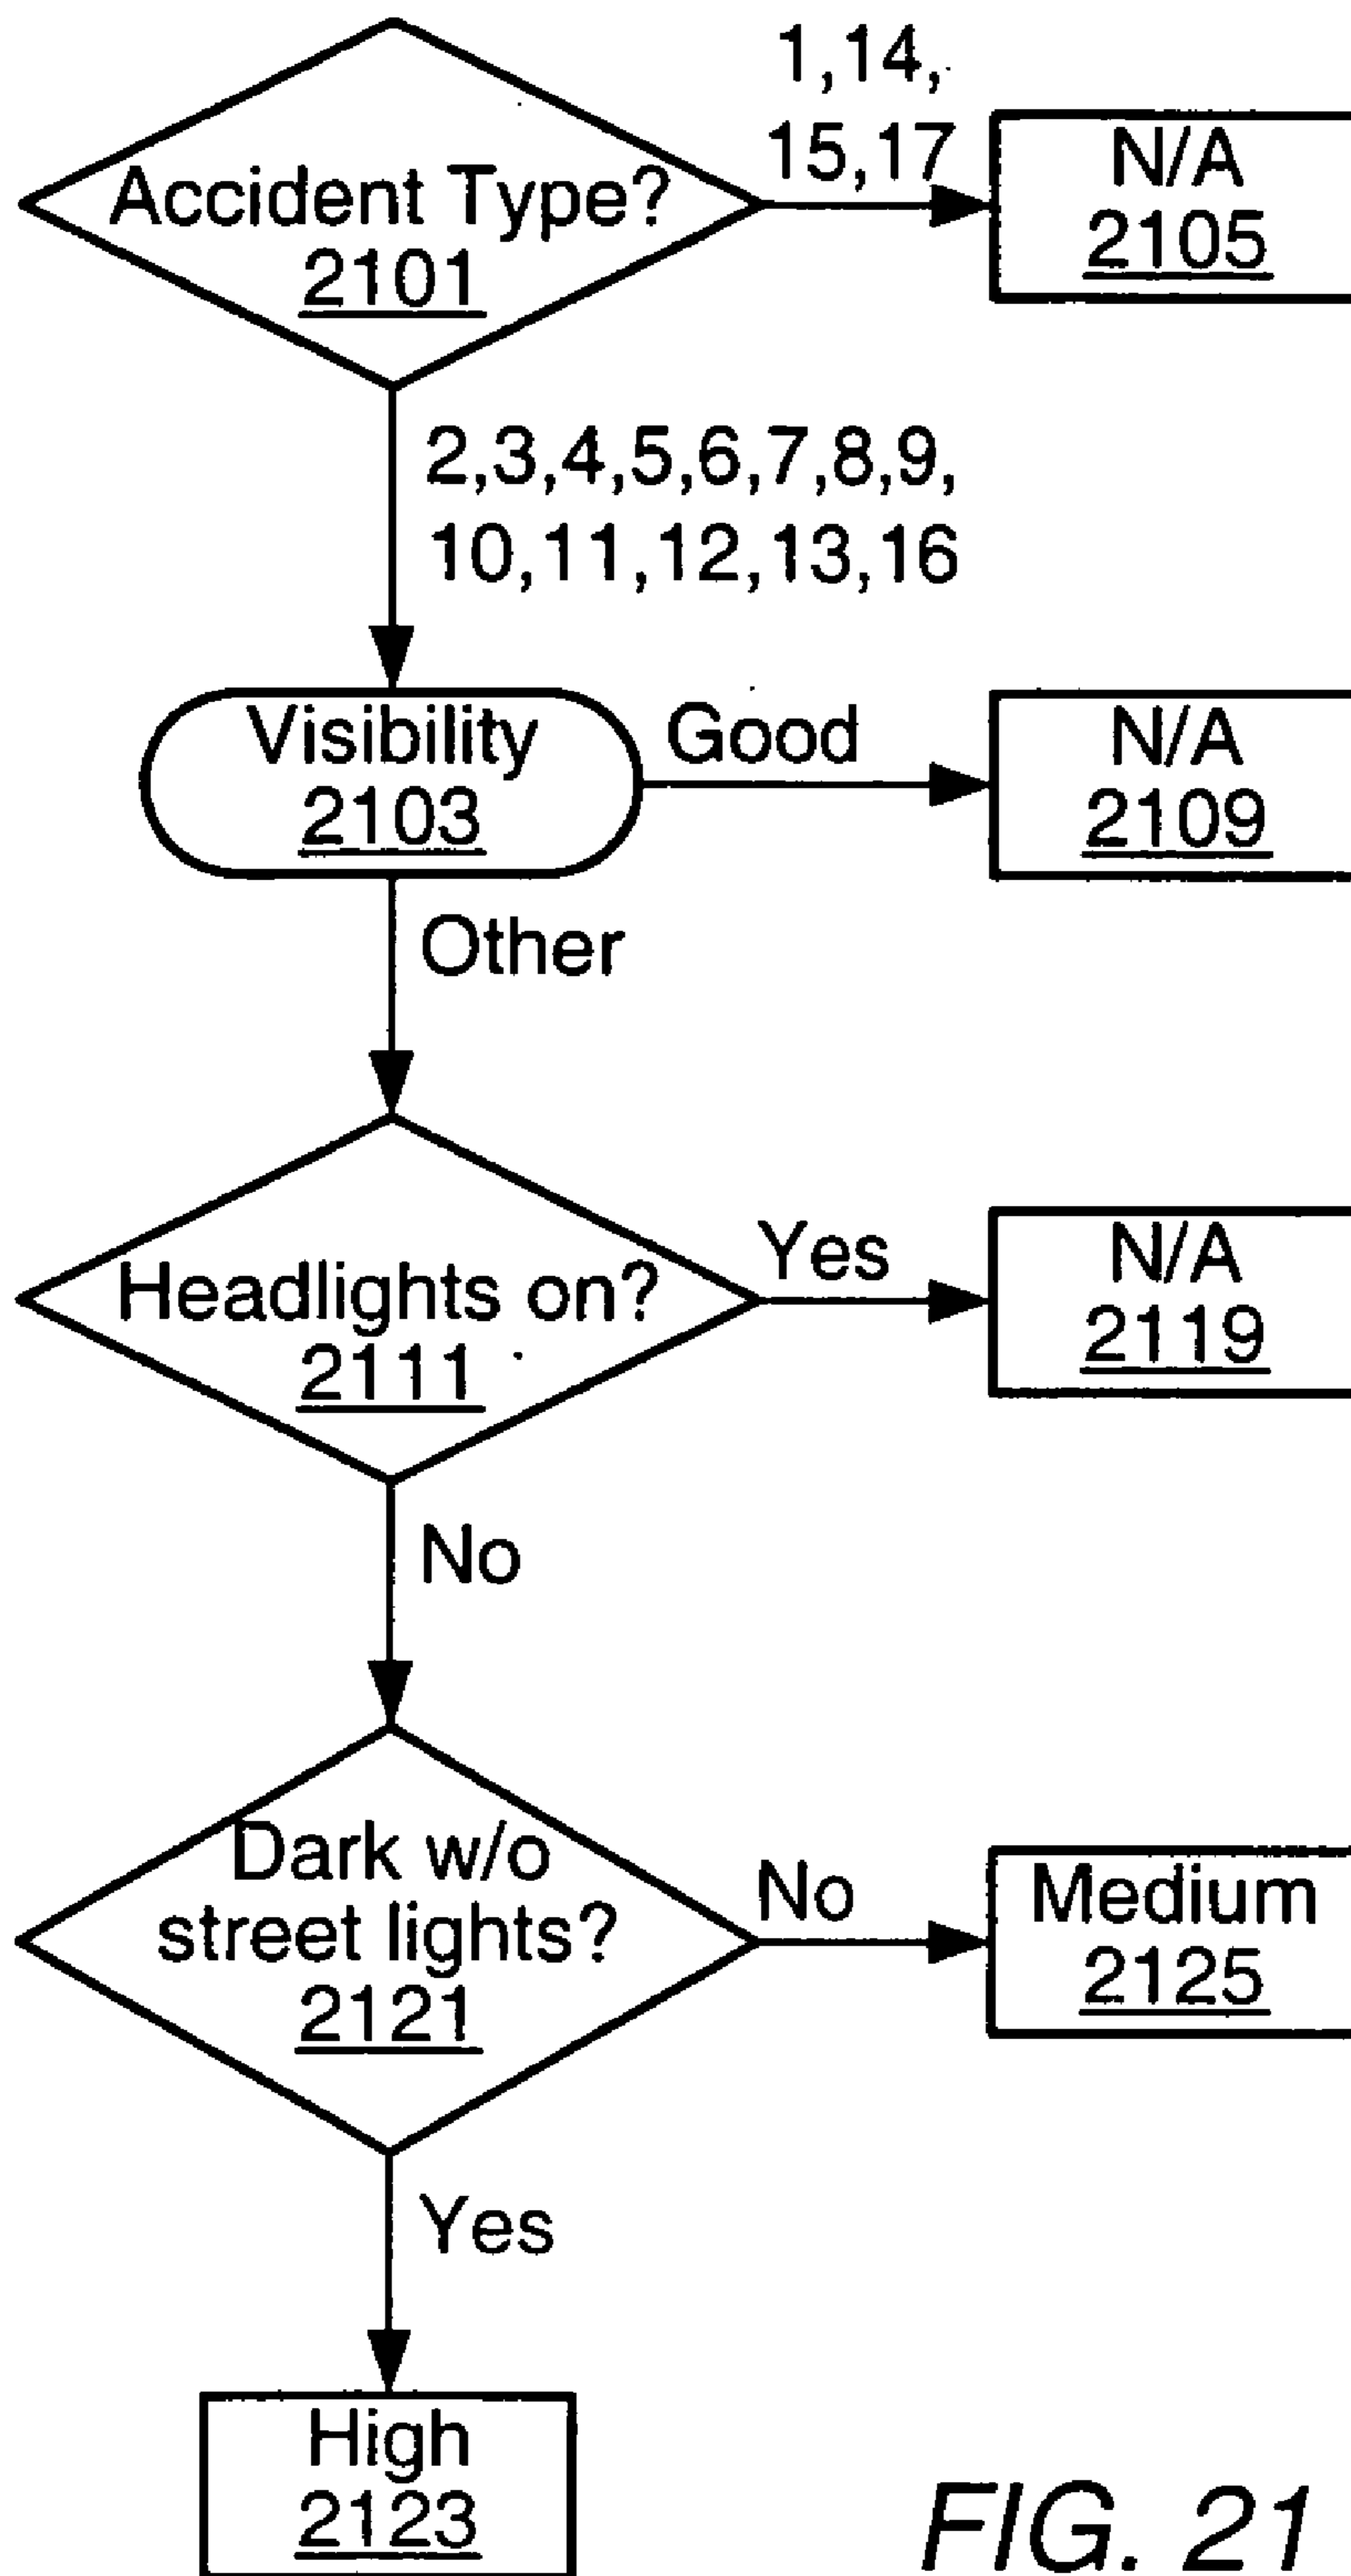 1,14,
15,17
Accident Type?
2101
N/A
2105
2,3,4,5,6,7,8,9,
10,11,12,13,16
Visibility
2103
Good
N/A
2109
Other
Headlights on?
2111
Yes
N/A
2119
No
Dark w/o
street lights?
2121
No
Medium
2125
Yes
High
2123
FIG. 21